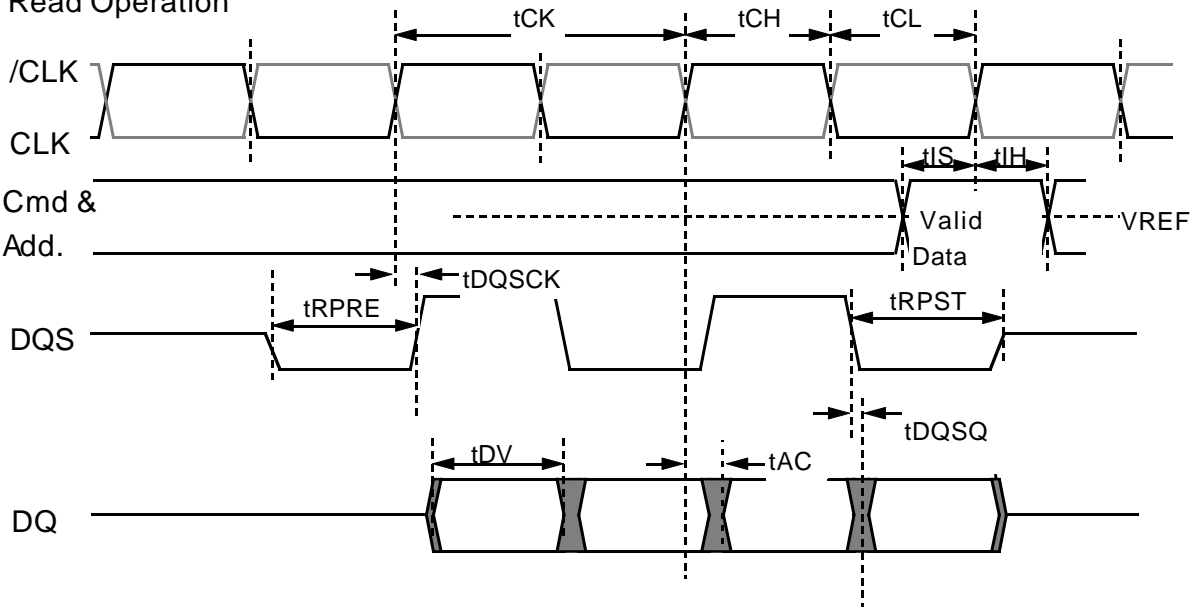 Read Operation
tCK
tCH
tCL
/CLK
CLK
tIS
tIH
Cmd &
Add.
Valid
Data
VREF
tDQSCK
tRPRE
tRPST
DQS
tDQSQ
tDV
tAC
DQ